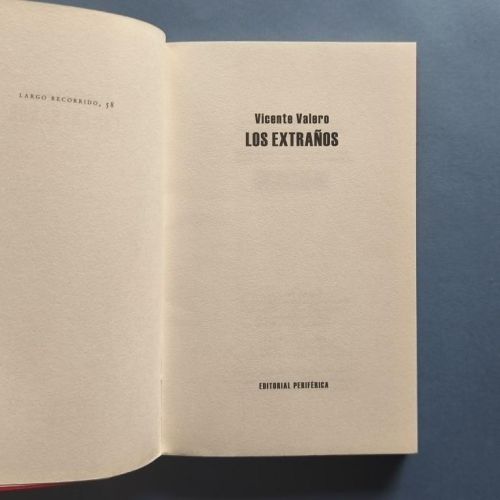 LARGO RECORRIDO, 58
Vicente Valero
LOS EXTRAÑOS
EDITORIAL PERIFÉRICA